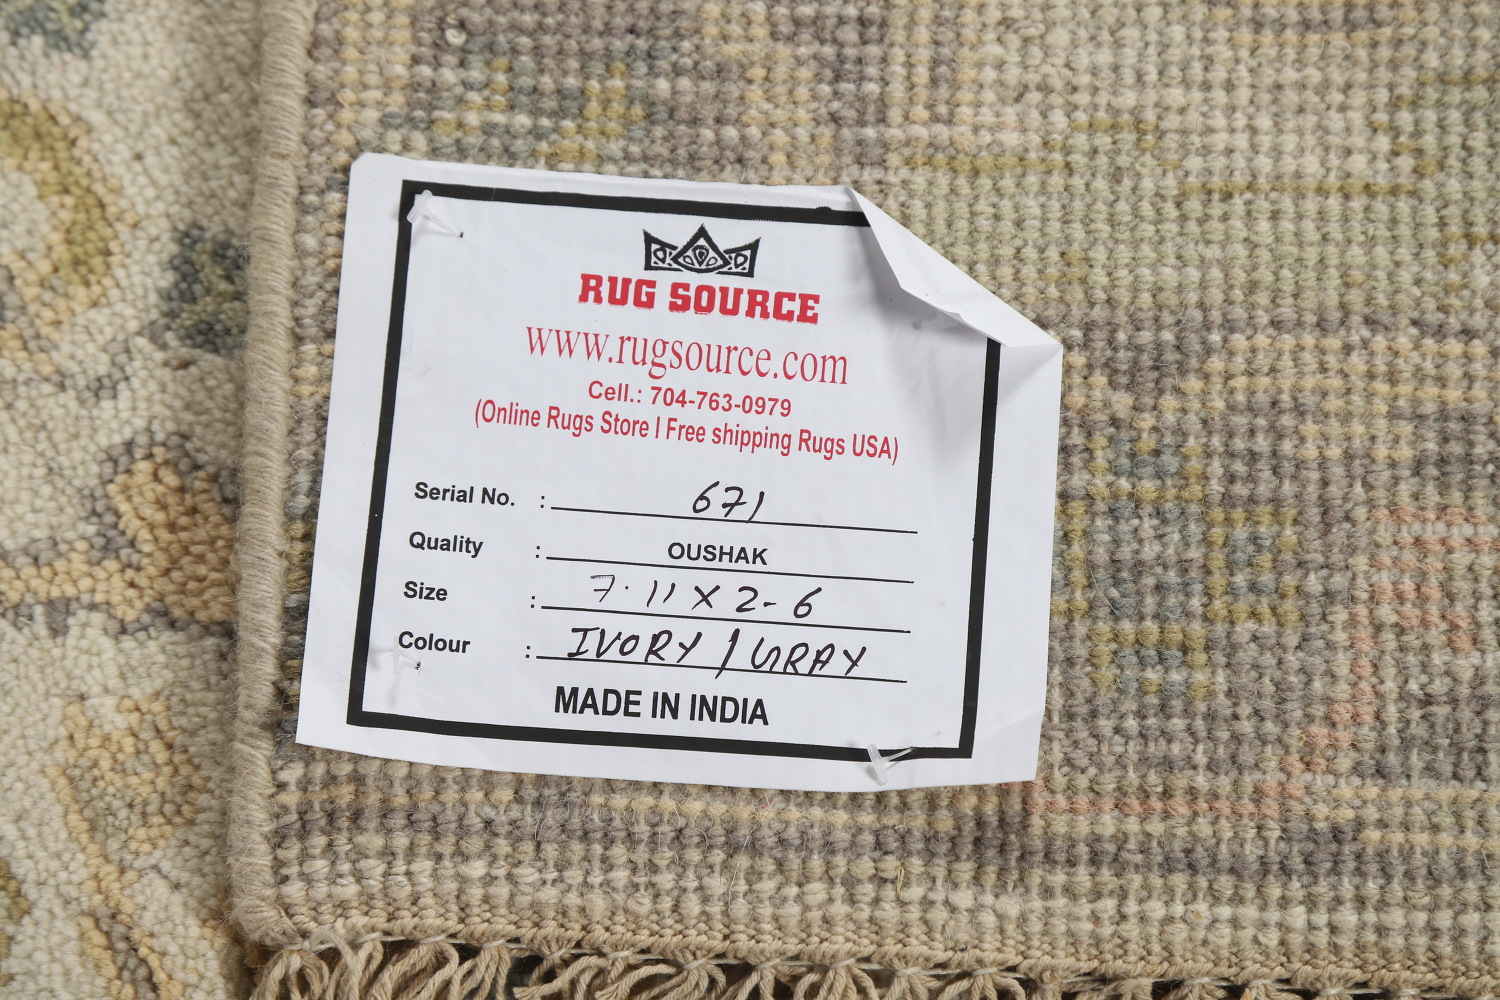 RUG SOURCE
www.rugsource.com
Cell.: 704-763-0979
(Online Rugs Store I Free shipping Rugs USA)
Serial No. : 671
Quality : OUSHAK
Size : 7.11 X 2-6
Colour : IVORY / GRAY
MADE IN INDIA